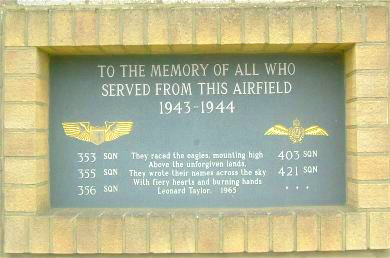 TO THE MEMORY OF ALL WHO
SERVED FROM THIS AIRFIELD
1943-1944
353 SQN
355 SQN
356 SQN
They raced the eagles, mounting high
Above the unforgiven lands,
They wrote their names across the sky
With fiery hearts and burning hands
Leonard Taylor. 1965
403 SQN
421 SQN
* * *